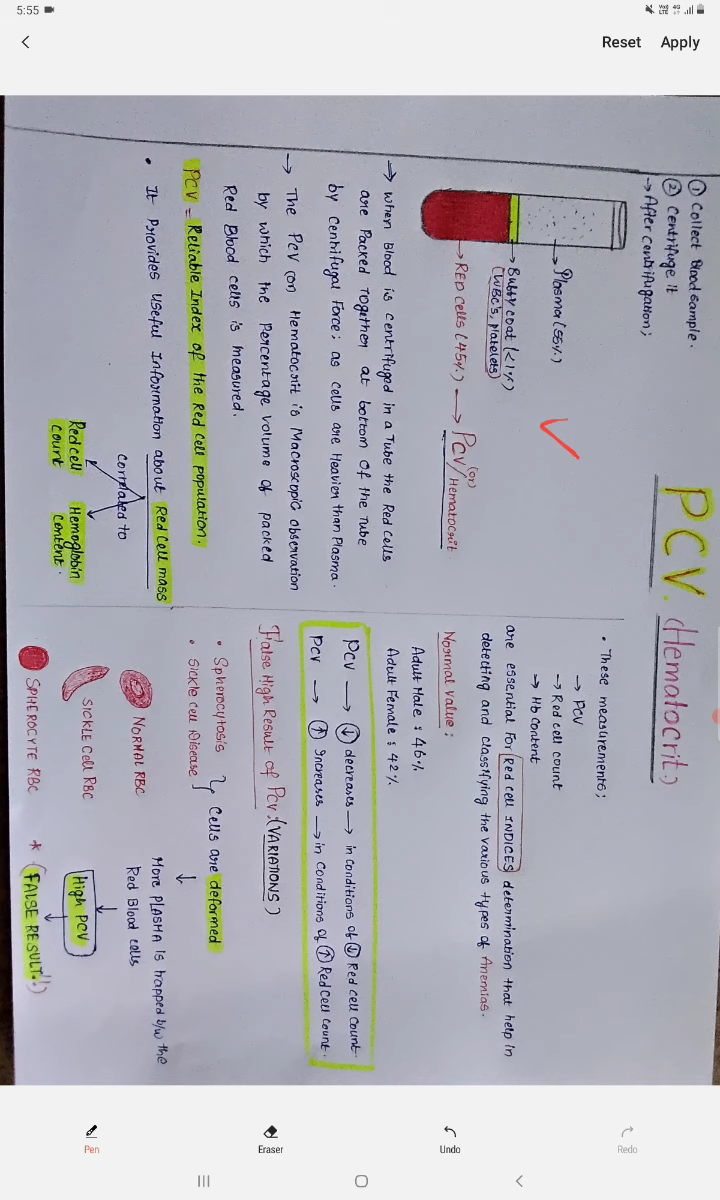 5:55
VoLTE 4G
Reset Apply
PCV. (Hematocrit.)
① Collect Blood sample.
② Centrifuge It
→ After centrifugation;
→ Plasma (55%)
→ Buffy coat (<1%)
(WBC's, platelets)
→ RED cells (45%) → PCV (or) / Hematocrit.
⇒ When Blood is centrifuged in a Tube the Red Cells
are Packed Together at bottom Of the Tube
by Centrifugal Force; as cells are Heavier than Plasma.
→ The PCV (or) Hematocrit is Macroscopic observation
by which the Percentage Volume of packed
Red Blood cells is measured.
PCV = Reliable Index of the Red Cell population.
• It Provides Useful Information about Red Cell mass
correlated to
Red cell count
Hemoglobin content.
• These measurements;
→ PCV
→ Red cell count
→ Hb content
are essential For Red cell INDICES determination that help In
detecting and classifying the various types of Anemias.
Normal value:
Adult Male : 46%
Adult Female : 42%
PCV → ↓ decreases → in conditions of ↓ Red cell Count.
PCV → ↑ Increases → in Conditions of ↑ Red Cell Count.
False High Result of PCV: (VARIATIONS)
• Spherocytosis
• Sickle cell Disease
} Cells are deformed
↓
More PLASMA Is trapped b/w the
Red Blood cells
High PCV
* (FALSE RESULT!!)
NORMAL RBC
SICKLE Cell RBC
SPHEROCYTE RBC
Pen Eraser Undo Redo